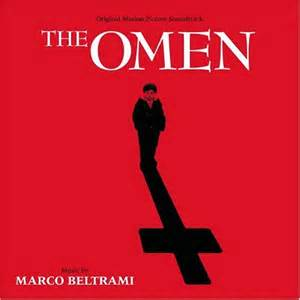 Original Motion Picture Soundtrack
THE OMEN
Music by
MARCO BELTRAMI